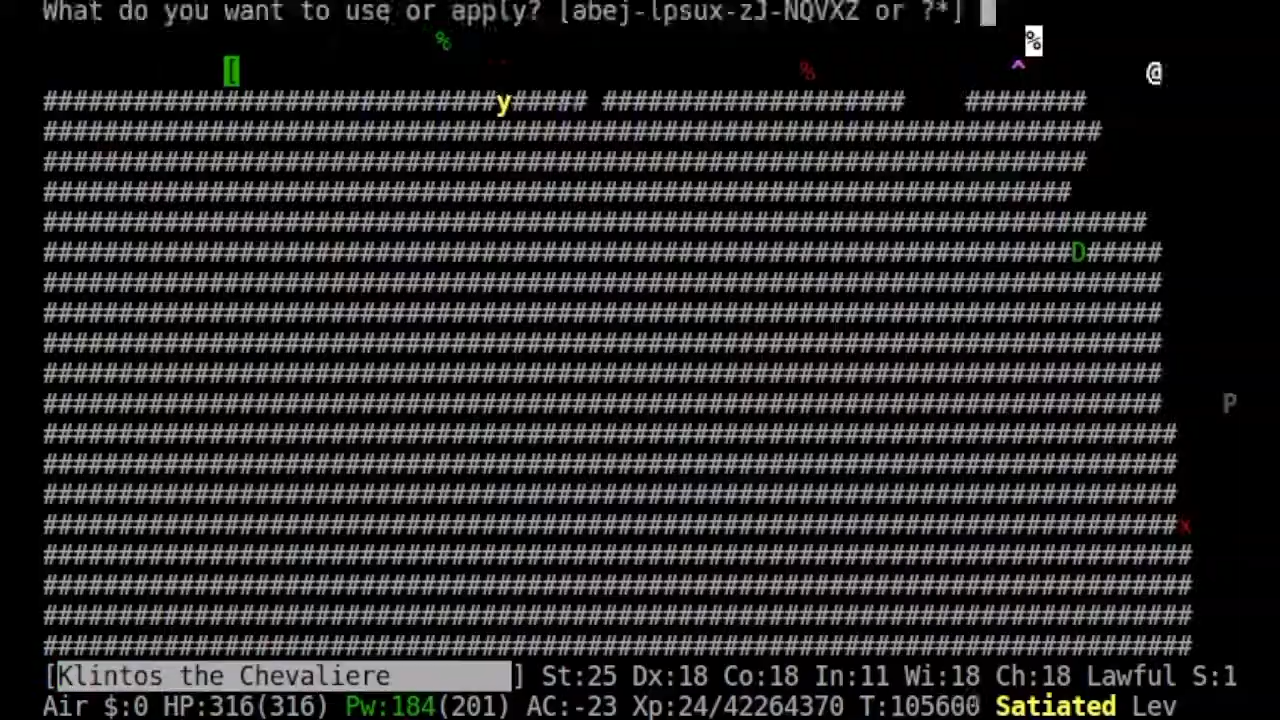 What do you want to use or apply? [abej-lpsux-zJ-NQVXZ or ?*]
[Klintos the Chevaliere ] St:25 Dx:18 Co:18 In:11 Wi:18 Ch:18 Lawful S:1
Air $:0 HP:316(316) Pw:184(201) AC:-23 Xp:24/42264370 T:105600 Satiated Lev